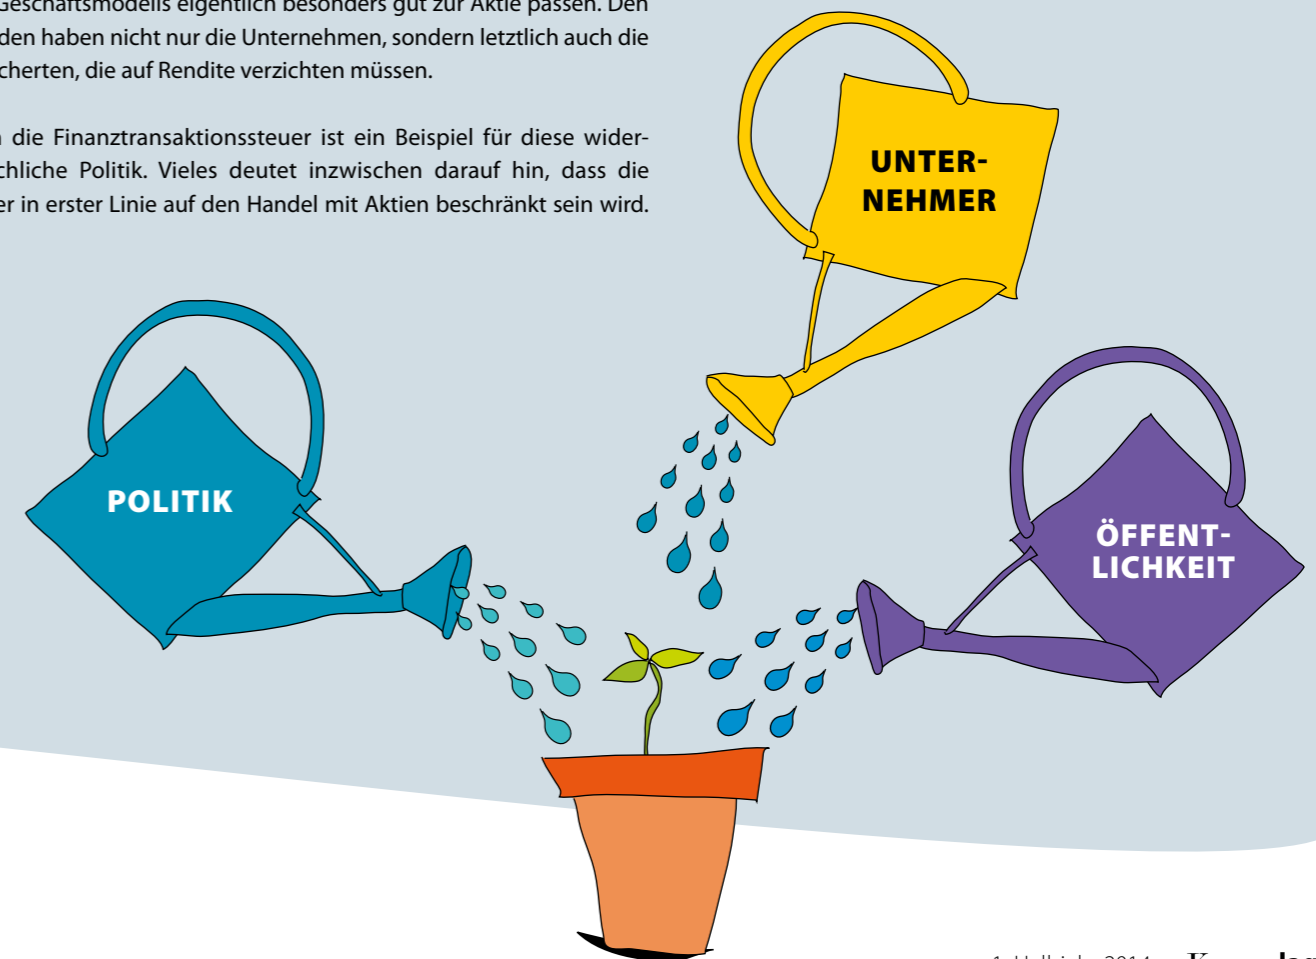 Geschäftsmodells eigentlich besonders gut zur Aktie passen. Den
den haben nicht nur die Unternehmen, sondern letztlich auch die
cherten, die auf Rendite verzichten müssen.
die Finanztransaktionssteuer ist ein Beispiel für diese wider-
chliche Politik. Vieles deutet inzwischen darauf hin, dass die
er in erster Linie auf den Handel mit Aktien beschränkt sein wird.
UNTER-
NEHMER
POLITIK
ÖFFENT-
LICHKEIT